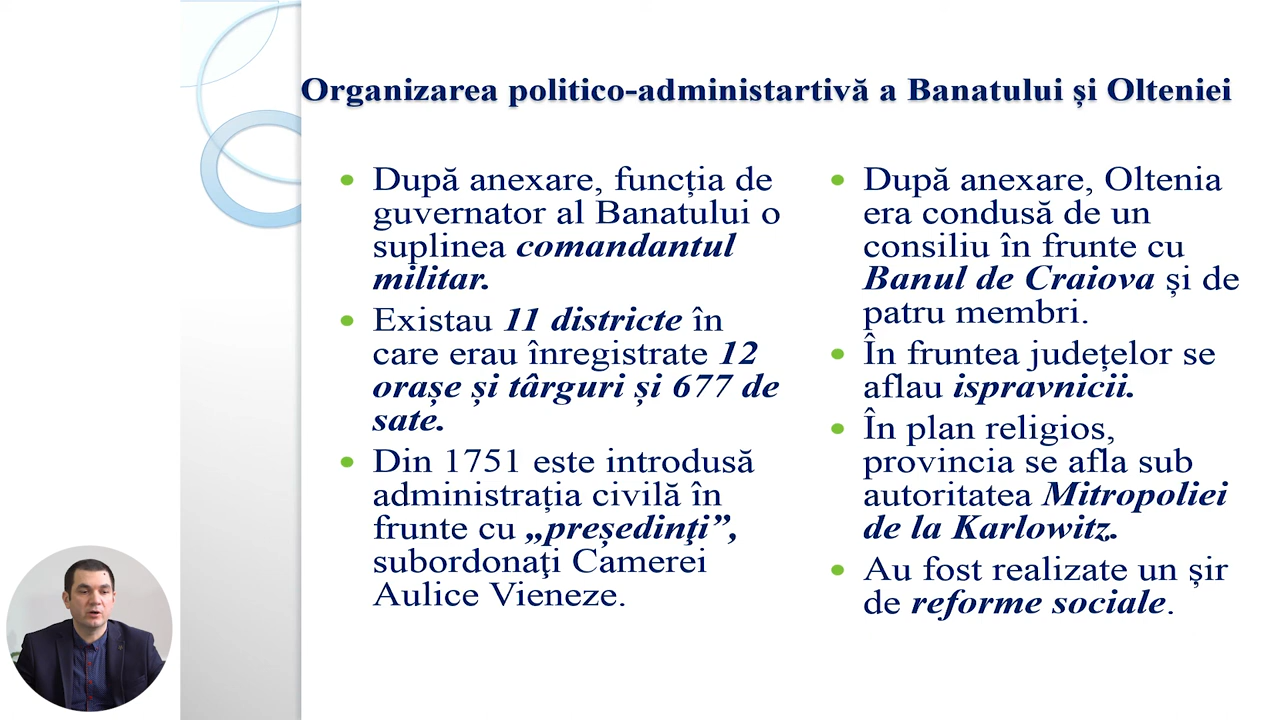 Organizarea politico-administartivă a Banatului și Olteniei
După anexare, funcția de
guvernator al Banatului o
suplinea comandantul
militar.
Existau 11 districte în
care erau înregistrate 12
orașe și târguri și 677 de
sate.
Din 1751 este introdusă
administrația civilă în
frunte cu „președinţi”,
subordonaţi Camerei
Aulice Vieneze.
După anexare, Oltenia
era condusă de un
consiliu în frunte cu
Banul de Craiova și de
patru membri.
În fruntea județelor se
aflau ispravnicii.
În plan religios,
provincia se afla sub
autoritatea Mitropoliei
de la Karlowitz.
Au fost realizate un șir
de reforme sociale.